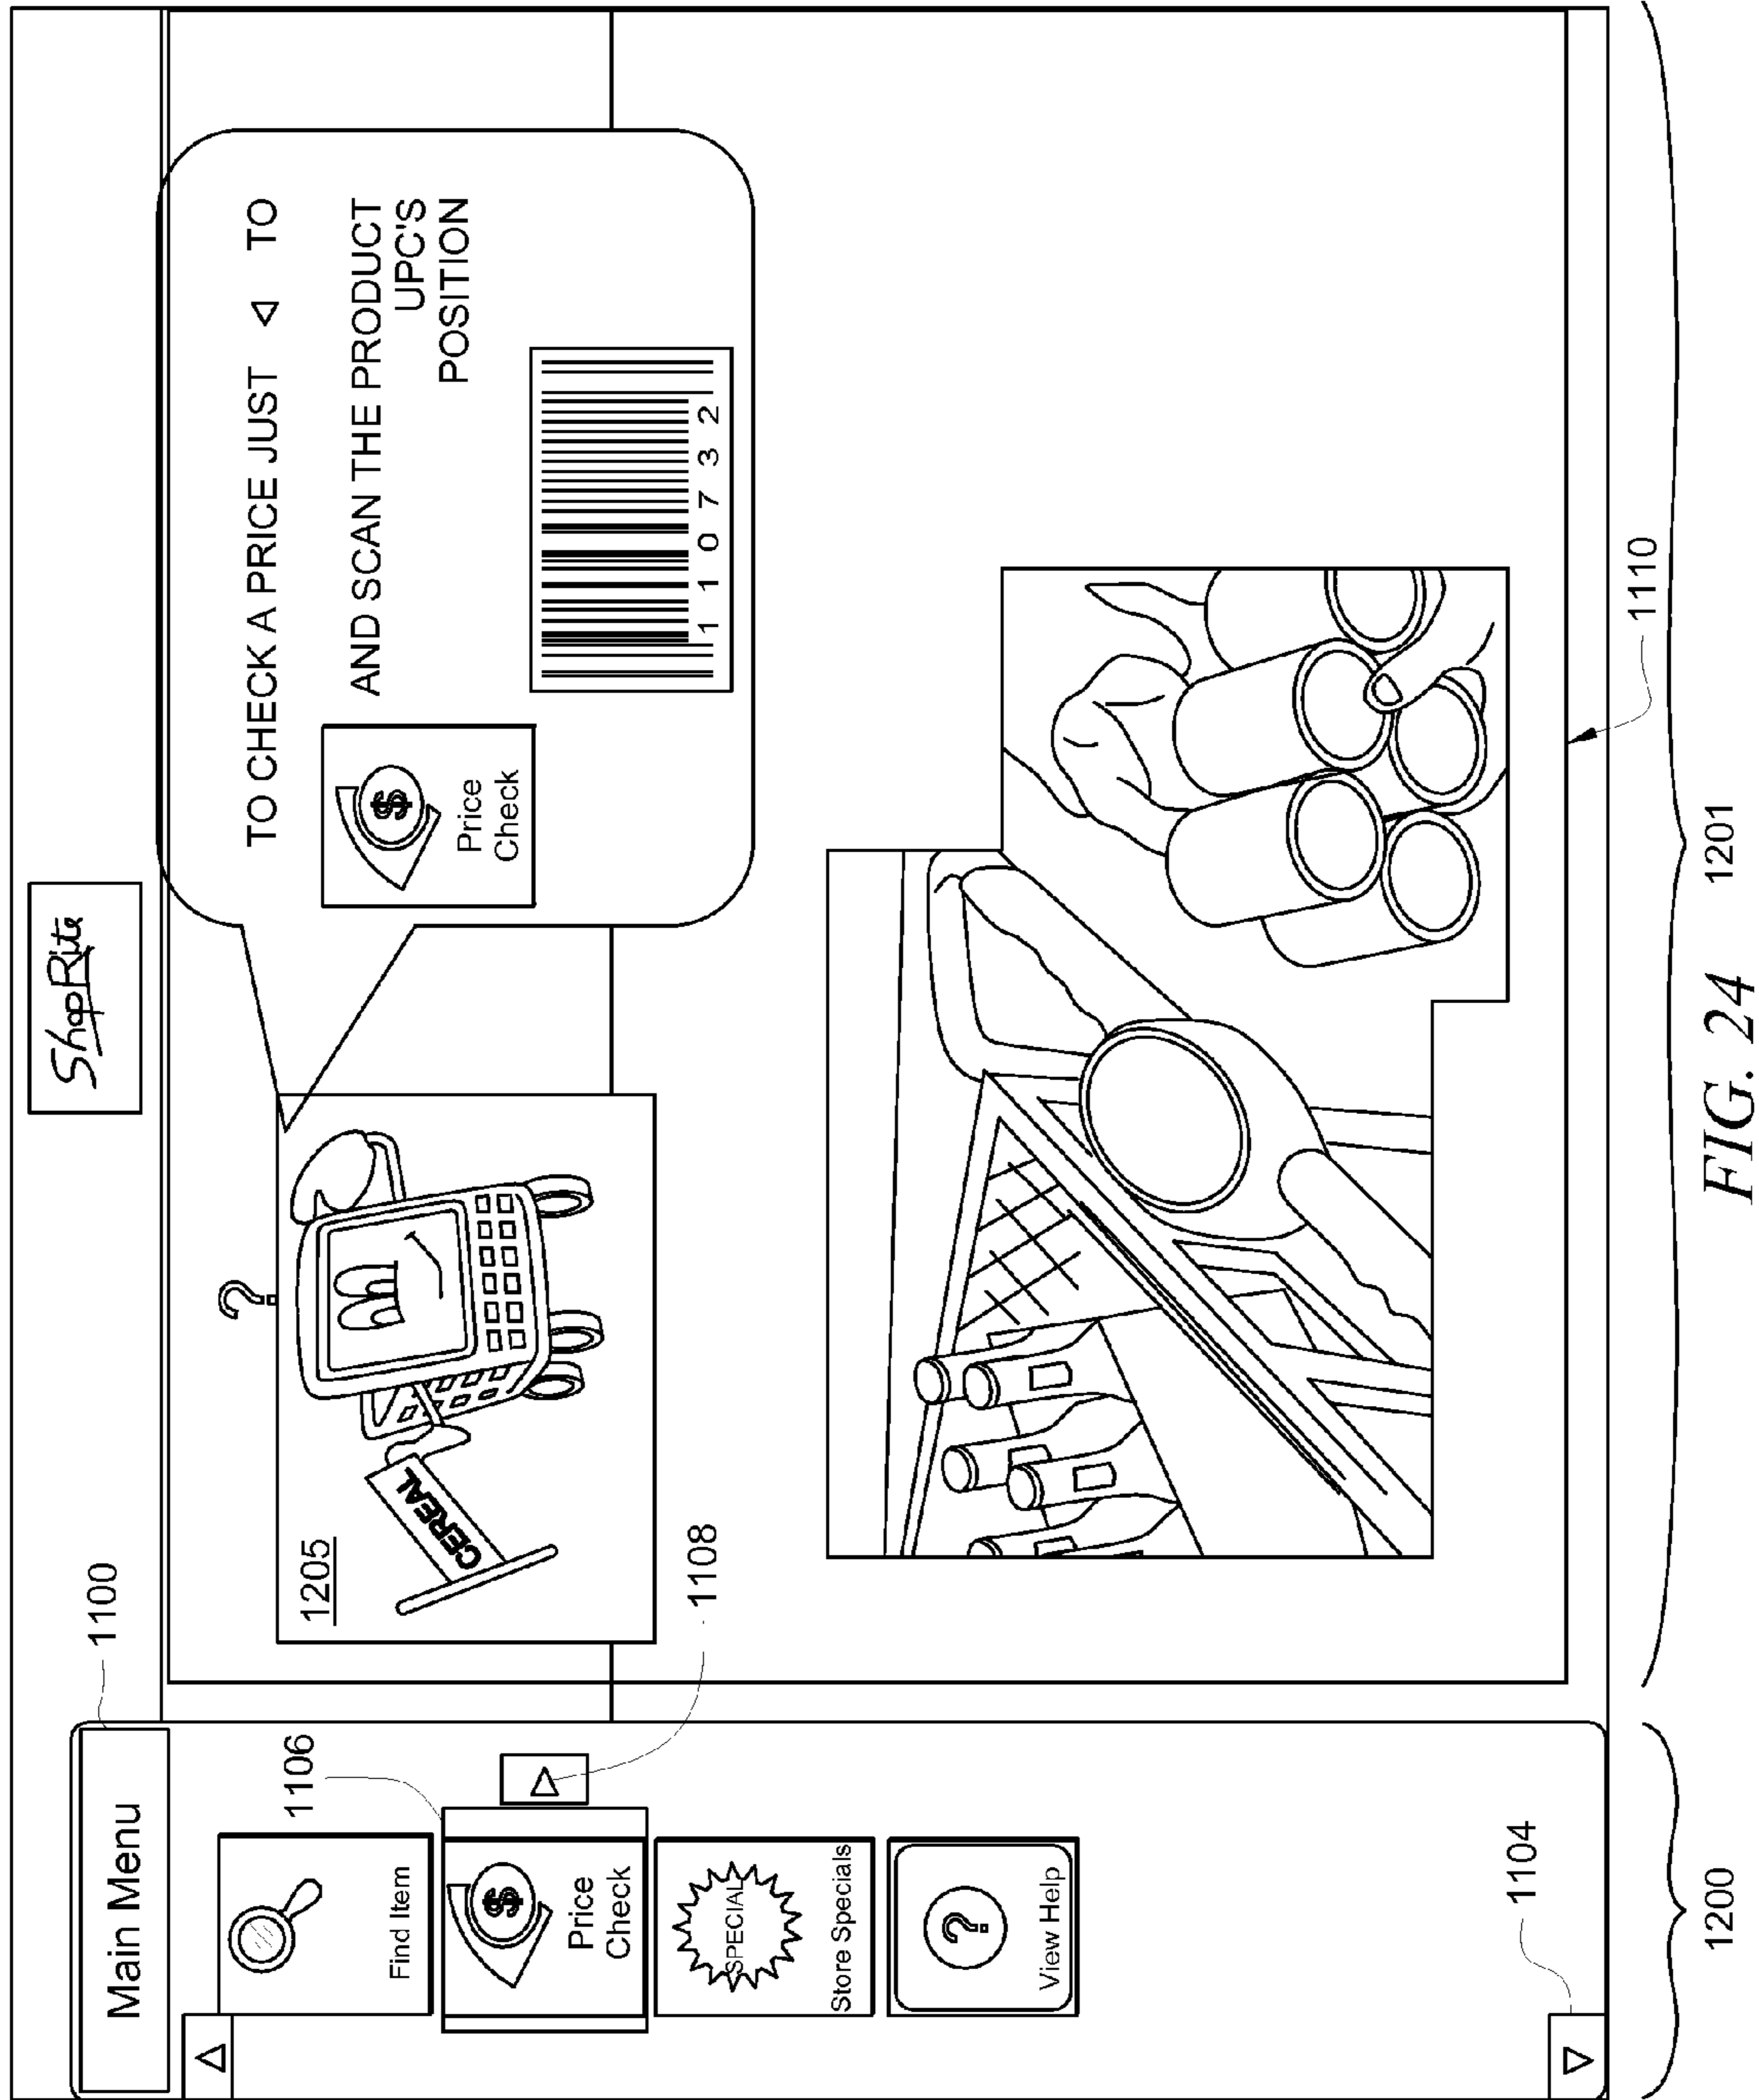 ShopRite
Main Menu
1100
Find Item
1106
Price
Check
1108
SPECIAL
Store Specials
?
View Help
1104
1200
?
1205
CEREAL
TO CHECK A PRICE JUST ◁ TO
$
Price
Check
AND SCAN THE PRODUCT
UPC'S
POSITION
1 1 0 7 3 2
$
1110
1201
FIG. 24